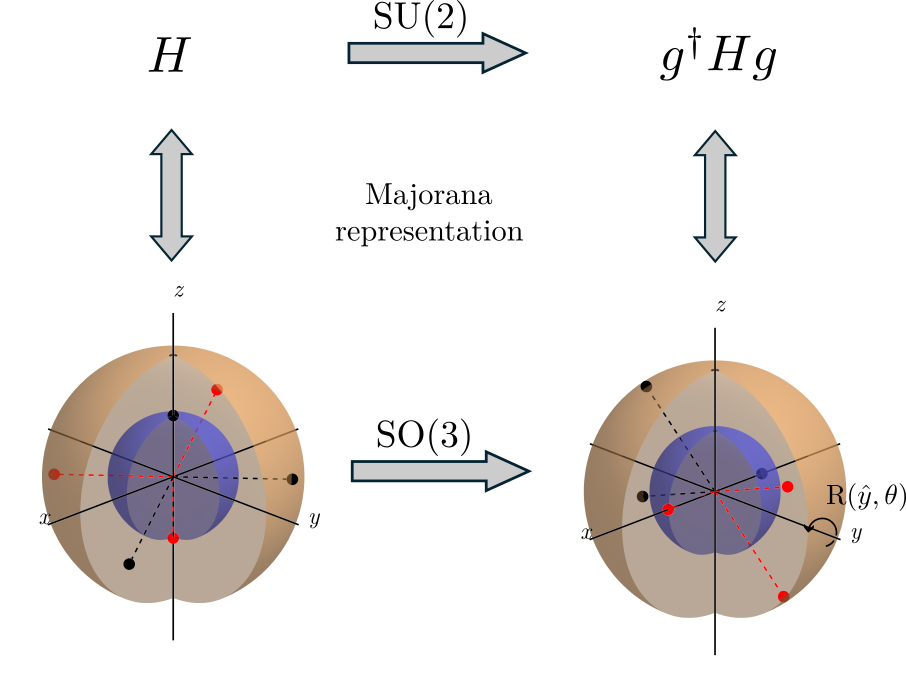 SU(2)
H
g†Hg
Majorana
representation
z
z
SO(3)
R(ŷ,θ)
x
y
x
y